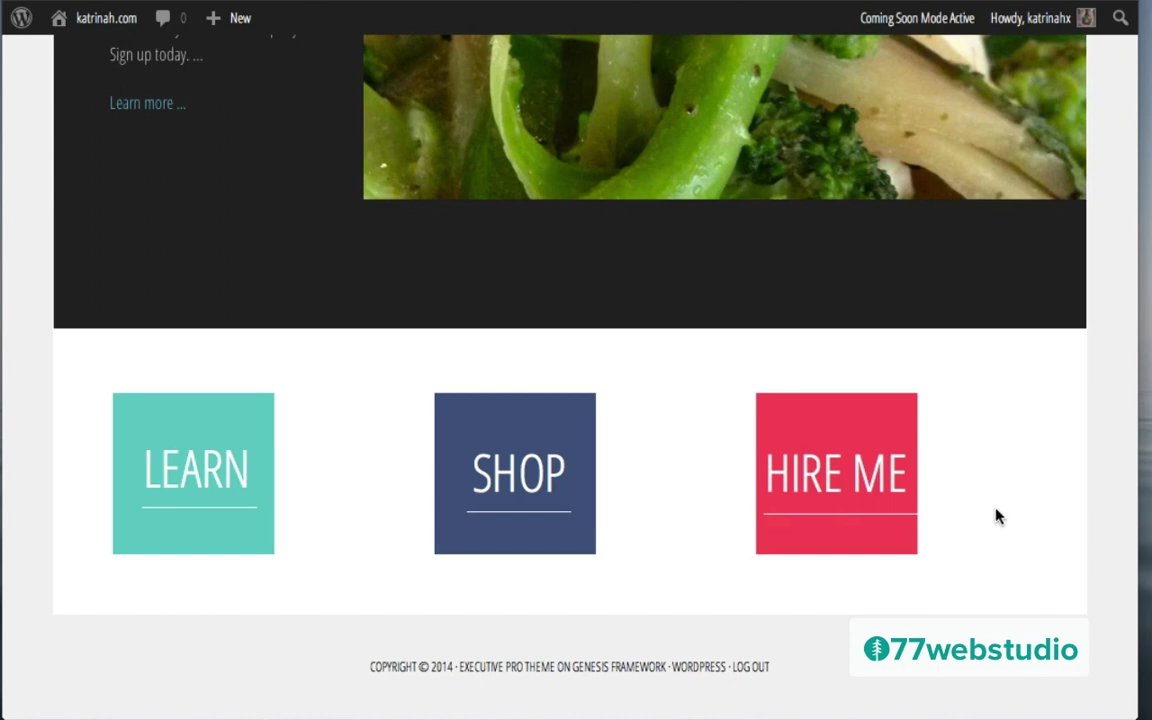 katrinah.com 0 New Coming Soon Mode Active Howdy, katrinahx
Sign up today. ...
Learn more ...
LEARN SHOP HIRE ME
77webstudio
COPYRIGHT © 2014 · EXECUTIVE PRO THEME ON GENESIS FRAMEWORK · WORDPRESS · LOG OUT